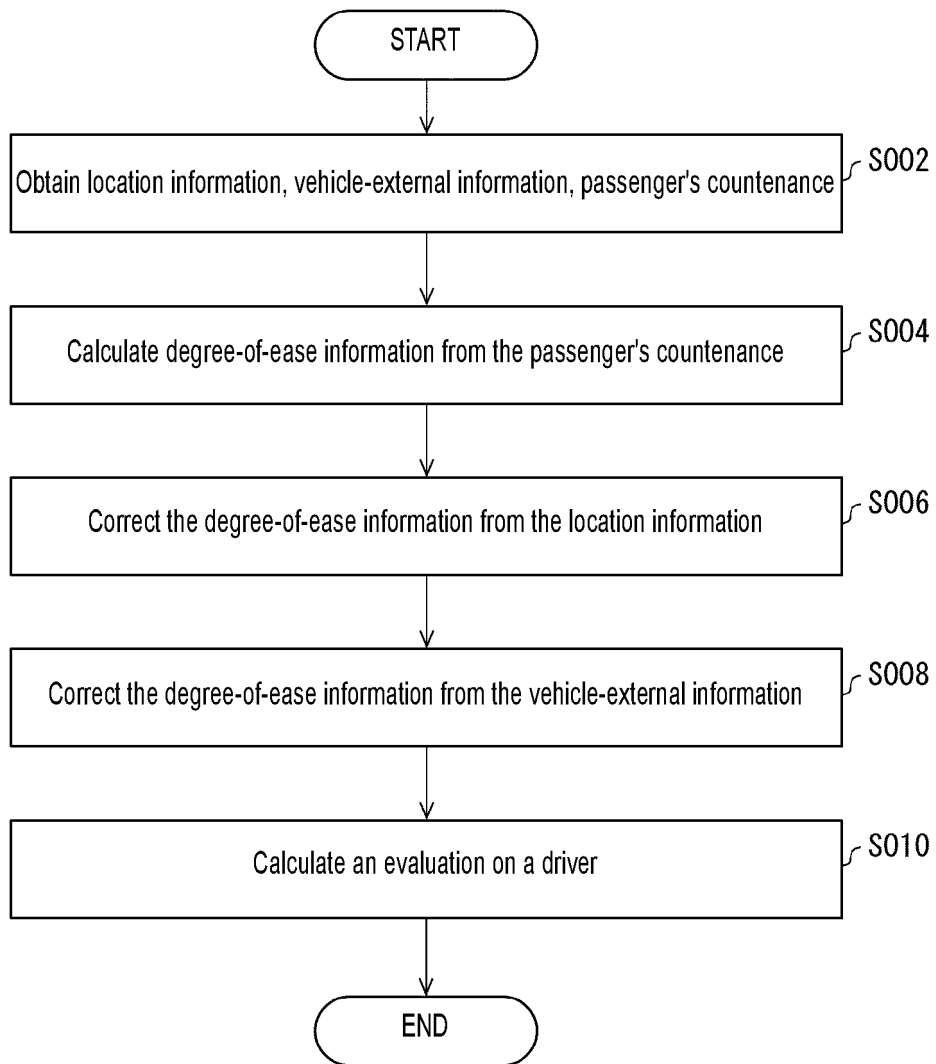 START
Obtain location information, vehicle-external information, passenger's countenance
S002
Calculate degree-of-ease information from the passenger's countenance
S004
Correct the degree-of-ease information from the location information
S006
Correct the degree-of-ease information from the vehicle-external information
S008
Calculate an evaluation on a driver
S010
END